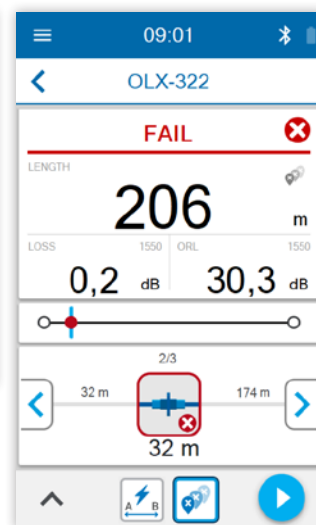 09:01
OLX-322
FAIL
LENGTH
206 m
LOSS 1550 ORL 1550
0,2 dB 30,3 dB
2/3
32 m 174 m
32 m
A B